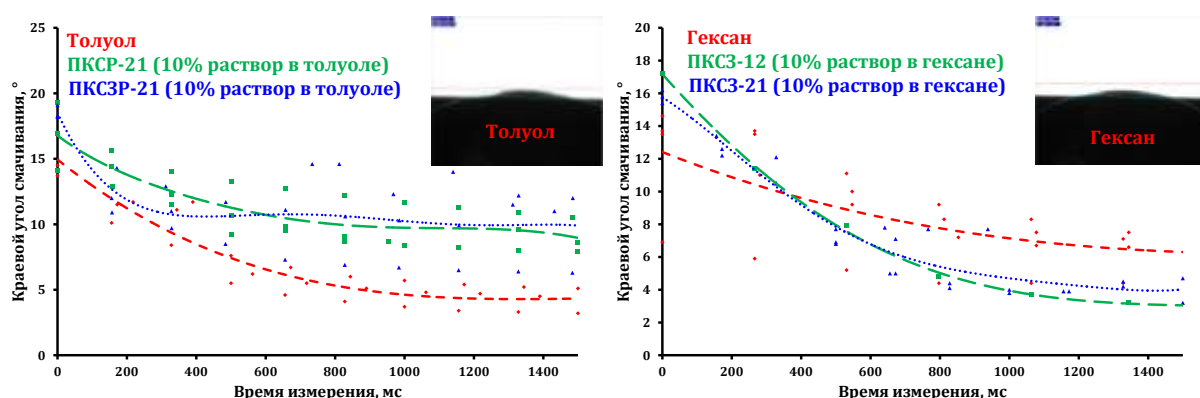 25
20
15
10
5
0
0
200
400
600
800
1000
1200
1400
Краевой угол смачивания, °
Время измерения, мс
Толуол
ПКСР-21 (10% раствор в толуоле)
ПКСЗР-21 (10% раствор в толуоле)
Толуол
20
18
16
14
12
10
8
6
4
2
0
0
200
400
600
800
1000
1200
1400
Краевой угол смачивания, °
Время измерения, мс
Гексан
ПКСЗ-12 (10% раствор в гексане)
ПКСЗ-21 (10% раствор в гексане)
Гексан